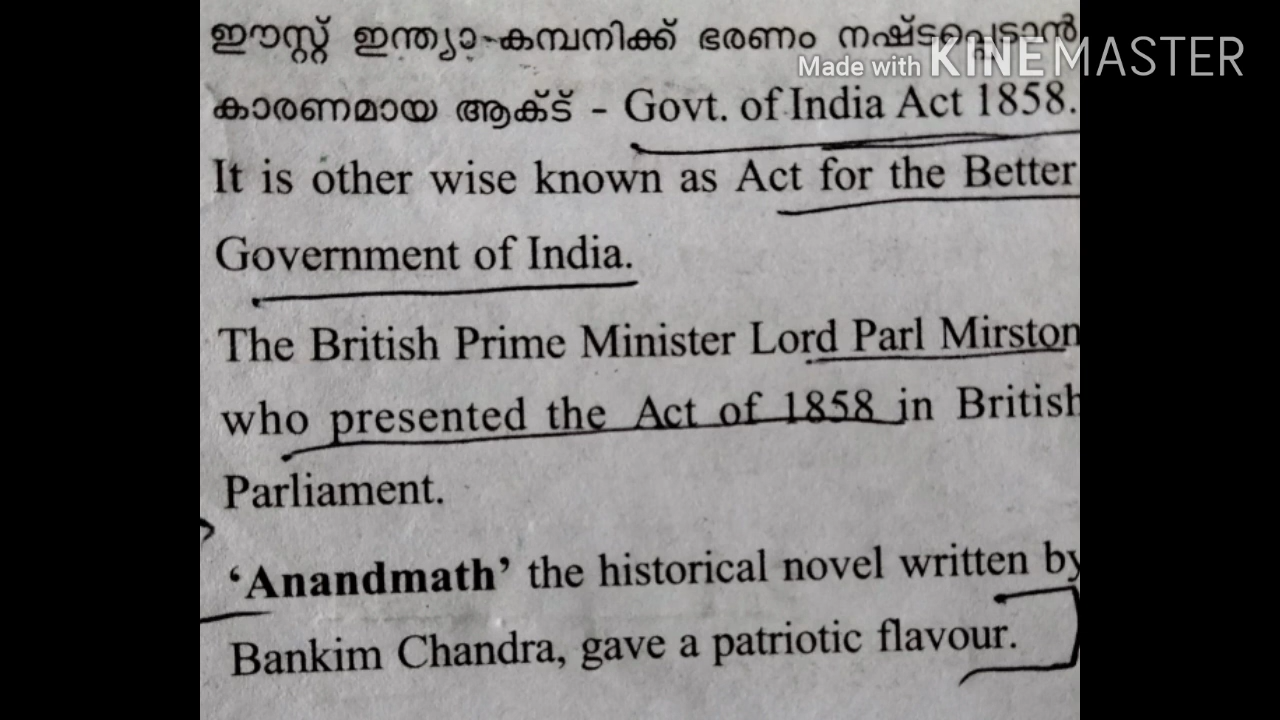 ഈസ്റ്റ് ഇന്ത്യാ-കമ്പനിക്ക് ഭരണം നഷ്ടപ്പെടാൻ
Made with KINEMASTER
കാരണമായ ആക്ട് - Govt. of India Act 1858.
It is other wise known as Act for the Better
Government of India.
The British Prime Minister Lord Parl Mirston
who presented the Act of 1858 in British
Parliament.
‘Anandmath’ the historical novel written by
Bankim Chandra, gave a patriotic flavour.